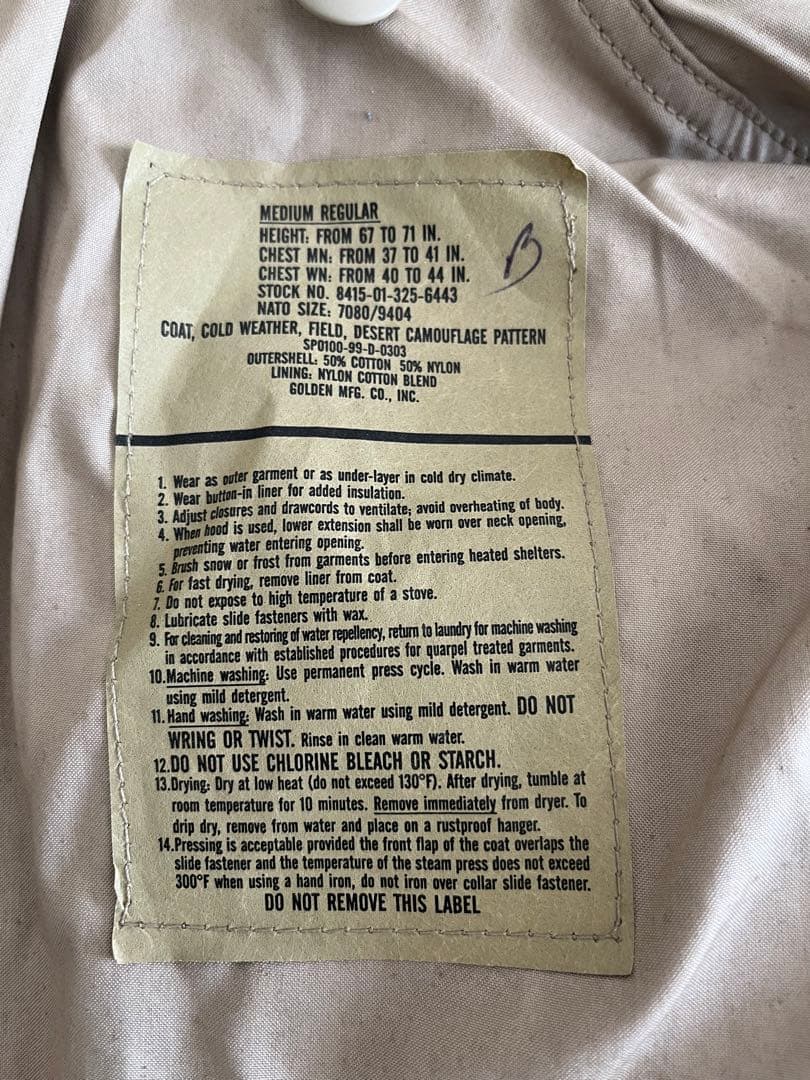 MEDIUM REGULAR
HEIGHT: FROM 67 TO 71 IN.
CHEST MN: FROM 37 TO 41 IN.
CHEST WN: FROM 40 TO 44 IN.
STOCK NO. 8415-01-325-6443
NATO SIZE: 7080/9404
COAT, COLD WEATHER, FIELD, DESERT CAMOUFLAGE PATTERN
SPO100-99-D-0303
OUTERSHELL: 50% COTTON 50% NYLON
LINING: NYLON COTTON BLEND
GOLDEN MFG. CO., INC.
B
1. Wear as outer garment or as under-layer in cold dry climate.
2. Wear button-in liner for added insulation.
3. Adjust closures and drawcords to ventilate; avoid overheating of body.
4. When hood is used, lower extension shall be worn over neck opening,
preventing water entering opening.
5. Brush snow or frost from garments before entering heated shelters.
6. For fast drying, remove liner from coat.
7. Do not expose to high temperature of a stove.
8. Lubricate slide fasteners with wax.
9. For cleaning and restoring of water repellency, return to laundry for machine washing
in accordance with established procedures for quarpel treated garments.
10.Machine washing: Use permanent press cycle. Wash in warm water
using mild detergent.
11. Hand washing: Wash in warm water using mild detergent. DO NOT
WRING OR TWIST. Rinse in clean warm water.
12.DO NOT USE CHLORINE BLEACH OR STARCH.
13.Drying: Dry at low heat (do not exceed 130°F). After drying, tumble at
room temperature for 10 minutes. Remove immediately from dryer. To
drip dry, remove from water and place on a rustproof hanger.
14.Pressing is acceptable provided the front flap of the coat overlaps the
slide fastener and the temperature of the steam press does not exceed
300°F when using a hand iron, do not iron over collar slide fastener.
DO NOT REMOVE THIS LABEL